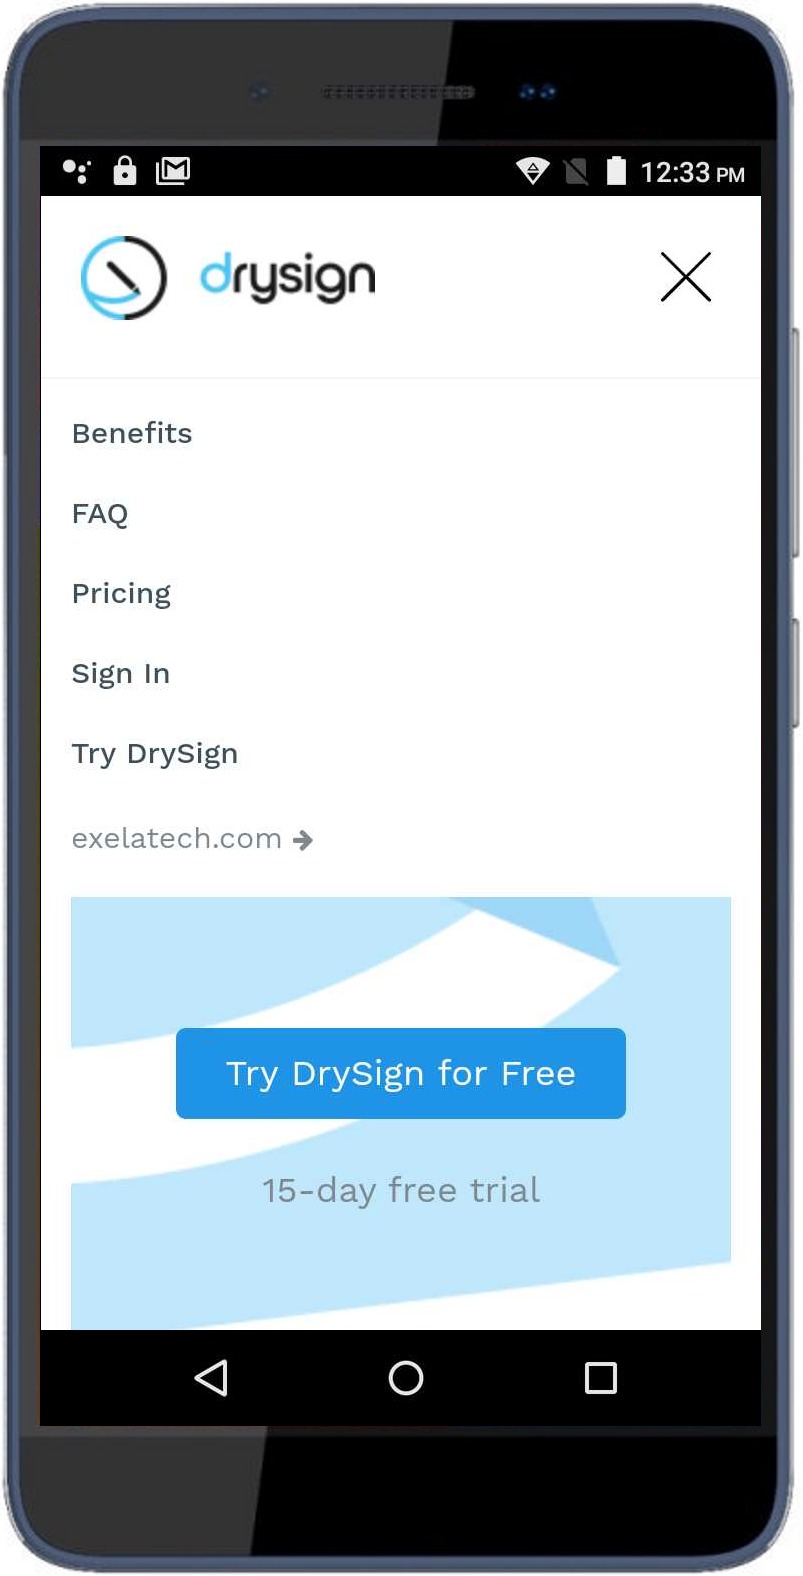 12:33 PM
drysign
Benefits
FAQ
Pricing
Sign In
Try DrySign
exelatech.com
Try DrySign for Free
15-day free trial